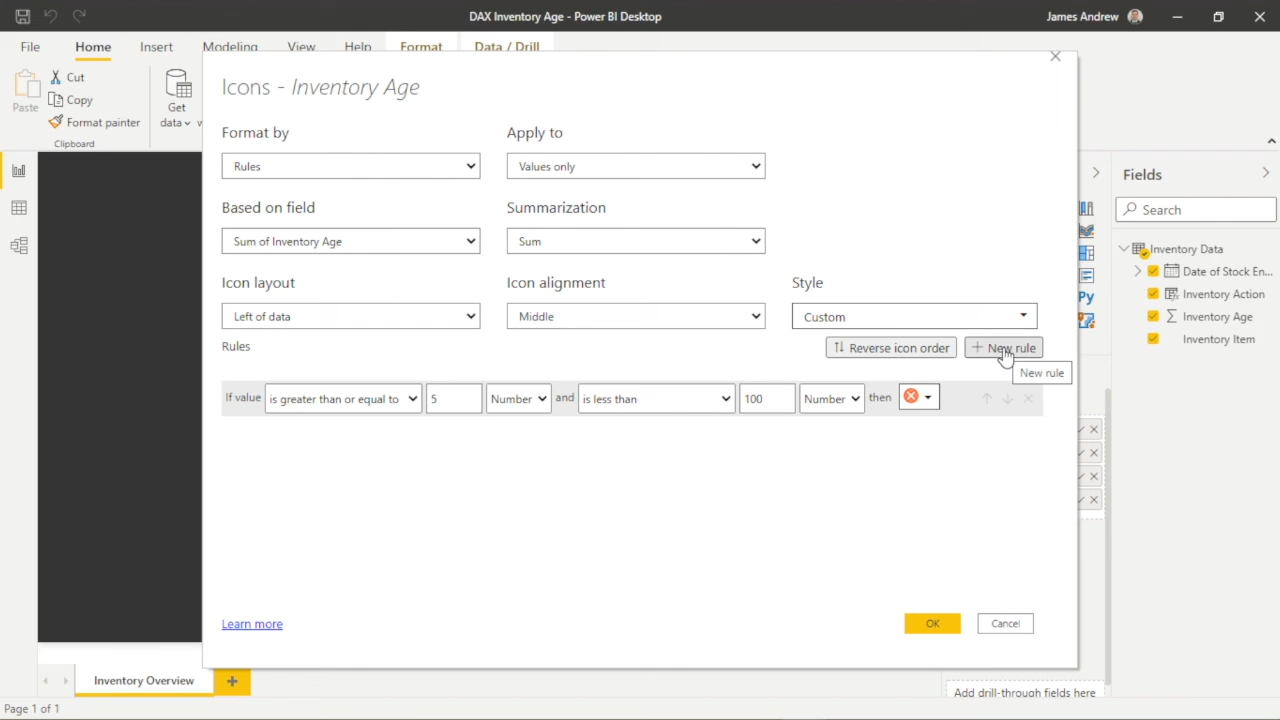 DAX Inventory Age - Power BI Desktop
James Andrew
File
Home
Insert
Modeling
View
Help
Format
Data / Drill
Paste
Cut
Copy
Format painter
Clipboard
Get
data
Icons - Inventory Age
Format by
Apply to
Rules
Values only
Based on field
Summarization
Sum of Inventory Age
Sum
Icon layout
Icon alignment
Style
Left of data
Middle
Custom
Rules
Reverse icon order
New rule
New rule
If value
is greater than or equal to
5
Number
and
is less than
100
Number
then
Learn more
OK
Cancel
Fields
Search
Inventory Data
Date of Stock En...
Inventory Action
Inventory Age
Inventory Item
Py
Add drill-through fields here
Inventory Overview
Page 1 of 1